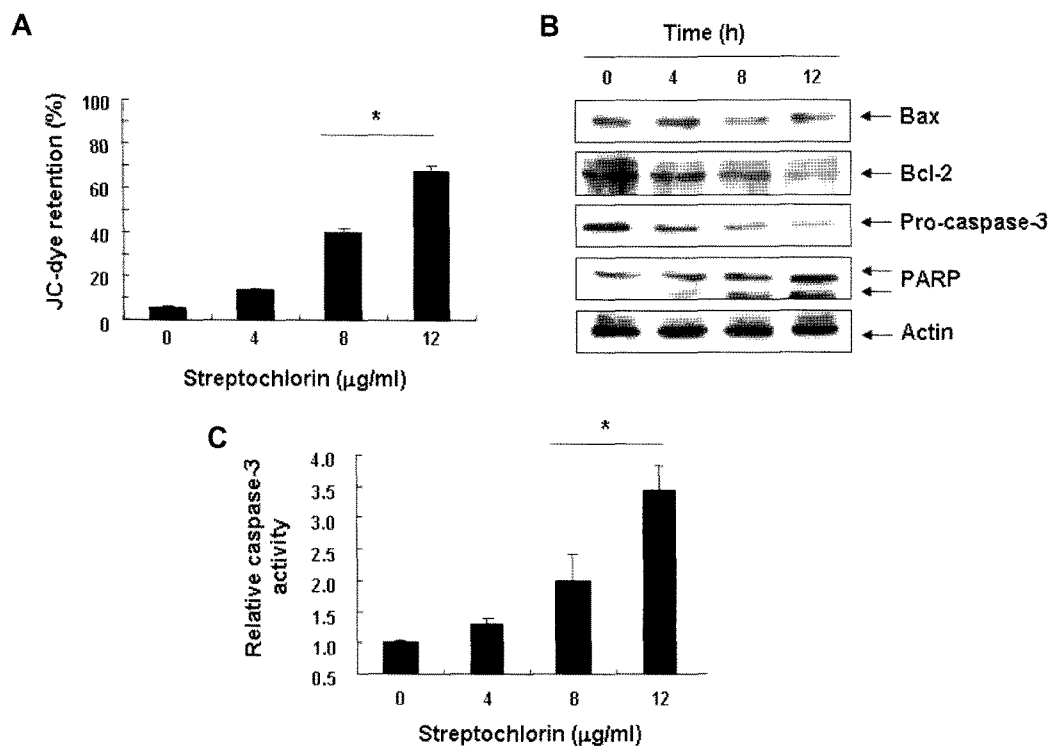 A
JC-dye retention (%)
100
80
60
40
20
0
*
0 4 8 12
Streptochlorin (µg/ml)
B
Time (h)
0 4 8 12
Bax
Bcl-2
Pro-caspase-3
PARP
Actin
C
Relative caspase-3
activity
4.0
3.5
3.0
2.5
2.0
1.5
1.0
0.5
*
0 4 8 12
Streptochlorin (µg/ml)